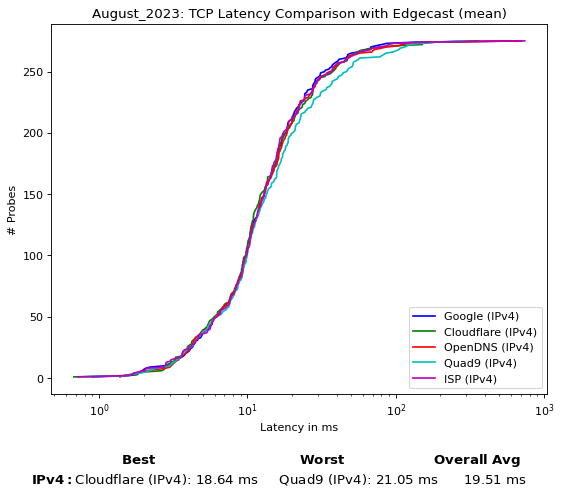 August_2023: TCP Latency Comparison with Edgecast (mean)
# Probes
250
200
150
100
50
0
Google (IPv4)
Cloudflare (IPv4)
OpenDNS (IPv4)
Quad9 (IPv4)
ISP (IPv4)
10⁰ 10¹ 10² 10³
Latency in ms
Best Worst Overall Avg
IPv4: Cloudflare (IPv4): 18.64 ms Quad9 (IPv4): 21.05 ms 19.51 ms